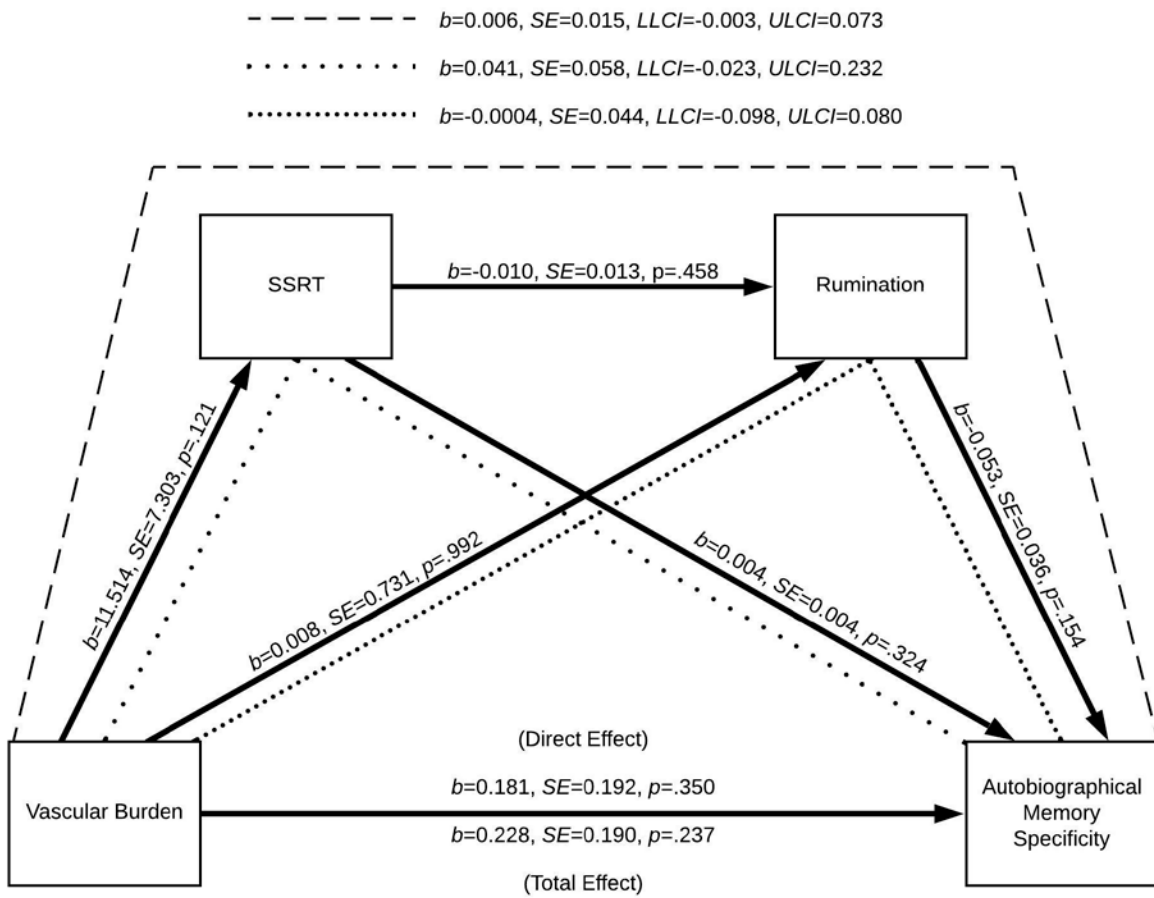 b=0.006, SE=0.015, LLCI=-0.003, ULCI=0.073
b=0.041, SE=0.058, LLCI=-0.023, ULCI=0.232
b=-0.0004, SE=0.044, LLCI=-0.098, ULCI=0.080
SSRT
b=-0.010, SE=0.013, p=.458
Rumination
b=11.514, SE=7.303, p=.121
b=0.008, SE=0.731, p=.992
b=0.004, SE=0.004, p=.324
b=-0.053, SE=0.036, p=.154
Vascular Burden
(Direct Effect)
b=0.181, SE=0.192, p=.350
b=0.228, SE=0.190, p=.237
(Total Effect)
Autobiographical
Memory
Specificity